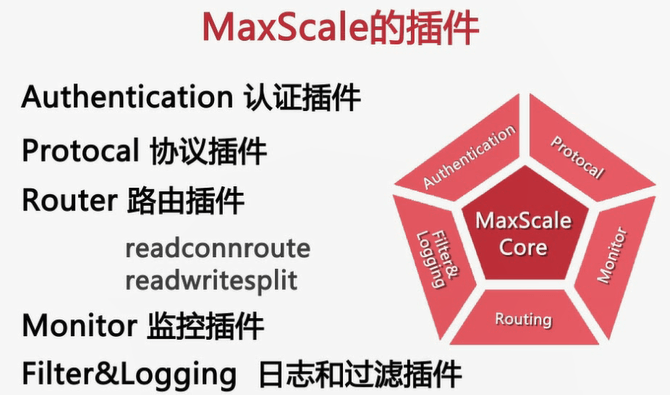 MaxScale的插件
Authentication 认证插件
Protocal 协议插件
Router 路由插件
readconnroute
readwritesplit
Monitor 监控插件
Filter&Logging 日志和过滤插件
Authentication
Protocal
Filter&
Logging
MaxScale
Core
Monitor
Routing